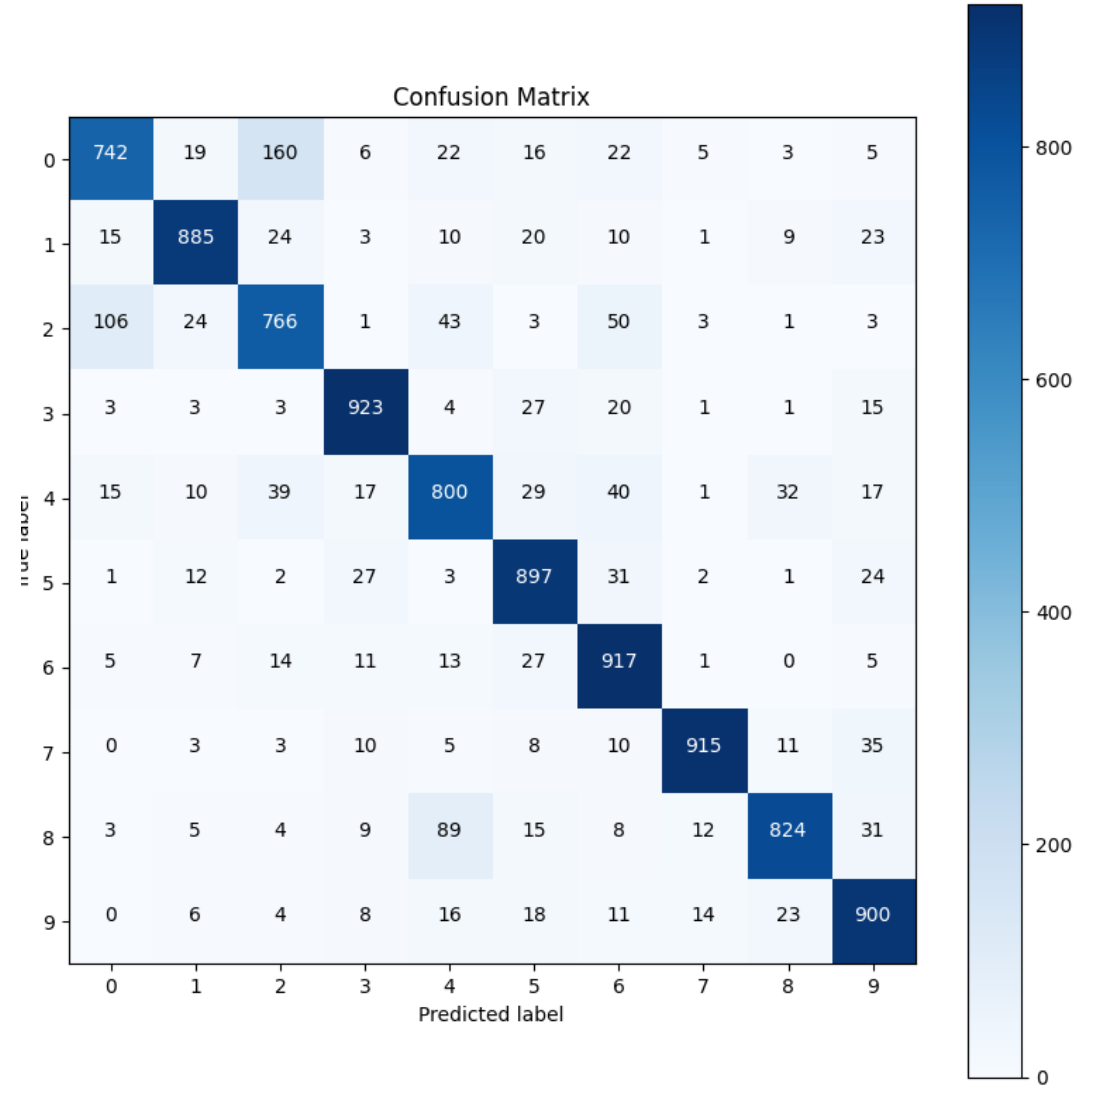 Confusion Matrix
0 742 19 160 6 22 16 22 5 3 5
1 15 885 24 3 10 20 10 1 9 23
2 106 24 766 1 43 3 50 3 1 3
3 3 3 3 923 4 27 20 1 1 15
4 15 10 39 17 800 29 40 1 32 17
5 1 12 2 27 3 897 31 2 1 24
6 5 7 14 11 13 27 917 1 0 5
7 0 3 3 10 5 8 10 915 11 35
8 3 5 4 9 89 15 8 12 824 31
9 0 6 4 8 16 18 11 14 23 900
0 1 2 3 4 5 6 7 8 9
Predicted label
True label
800
600
400
200
0